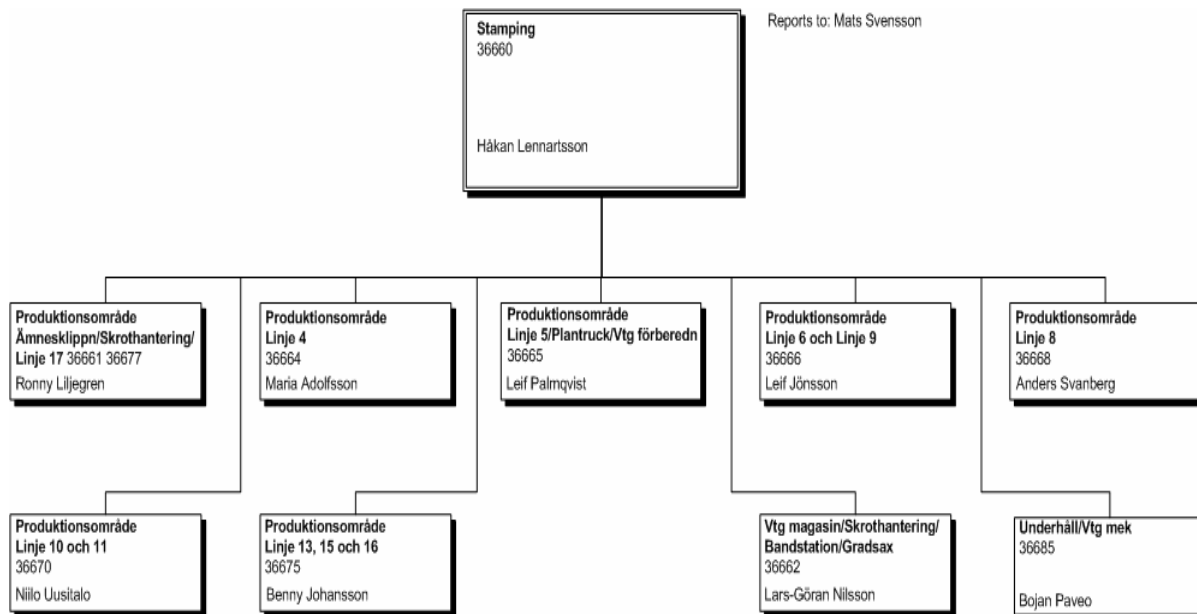 Reports to: Mats Svensson
Stamping
36660
Håkan Lennartsson
Produktionsområde
Ämnesklippn/Skrothantering/
Linje 17 36661 36677
Ronny Liljegren
Produktionsområde
Linje 4
36664
Maria Adolfsson
Produktionsområde
Linje 5/Plantruck/Vtg förberedn
36665
Leif Palmqvist
Produktionsområde
Linje 6 och Linje 9
36666
Leif Jönsson
Produktionsområde
Linje 8
36668
Anders Svanberg
Produktionsområde
Linje 10 och 11
36670
Niilo Uusitalo
Produktionsområde
Linje 13, 15 och 16
36675
Benny Johansson
Vtg magasin/Skrothantering/
Bandstation/Gradsax
36662
Lars-Göran Nilsson
Underhåll/Vtg mek
36685
Bojan Paveo